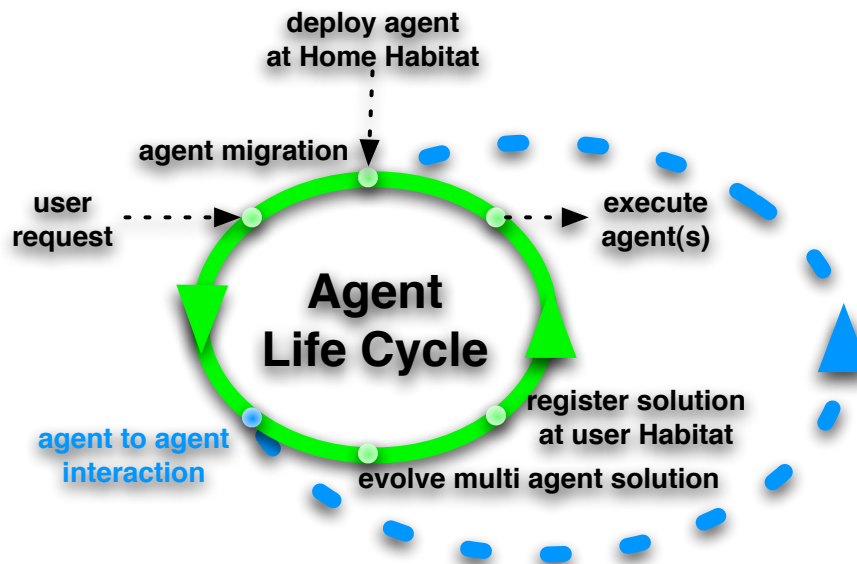 deploy agent
at Home Habitat
agent migration
user
request
execute
agent(s)
Agent
Life Cycle
register solution
at user Habitat
agent to agent
interaction
evolve multi agent solution